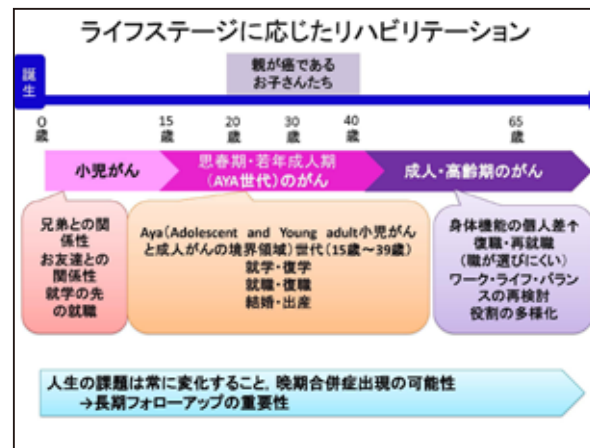 ライフステージに応じたリハビリテーション
誕生
親が癌である
お子さんたち
0歳
15歳
20歳
30歳
40歳
65歳
小児がん
思春期・若年成人期
(AYA世代)のがん
成人・高齢期のがん
兄弟との関
係性
お友達との
関係性
就学の先
の就職
Aya(Adolescent and Young adult小児がん
と成人がんの境界領域)世代(15歳～39歳)
就学・復学
就職・復職
結婚・出産
身体機能の個人差↑
復職・再就職
(職が選びにくい)
ワーク・ライフ・バラン
スの再検討
役割の多様化
人生の課題は常に変化すること，晩期合併症出現の可能性
→長期フォローアップの重要性